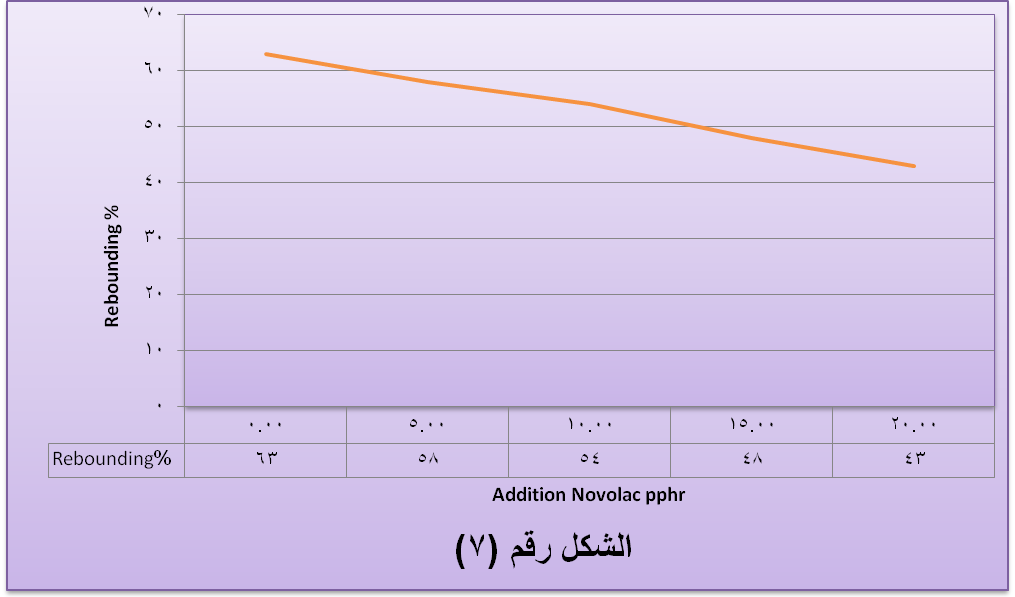 ٧٠
٦٠
٥٠
٤٠
٣٠
٢٠
١٠
٠
Rebounding %
٠.٠٠ ٥.٠٠ ١٠.٠٠ ١٥.٠٠ ٢٠.٠٠
Rebounding% ٦٣ ٥٨ ٥٤ ٤٨ ٤٣
Addition Novolac pphr
الشكل رقم (٧)